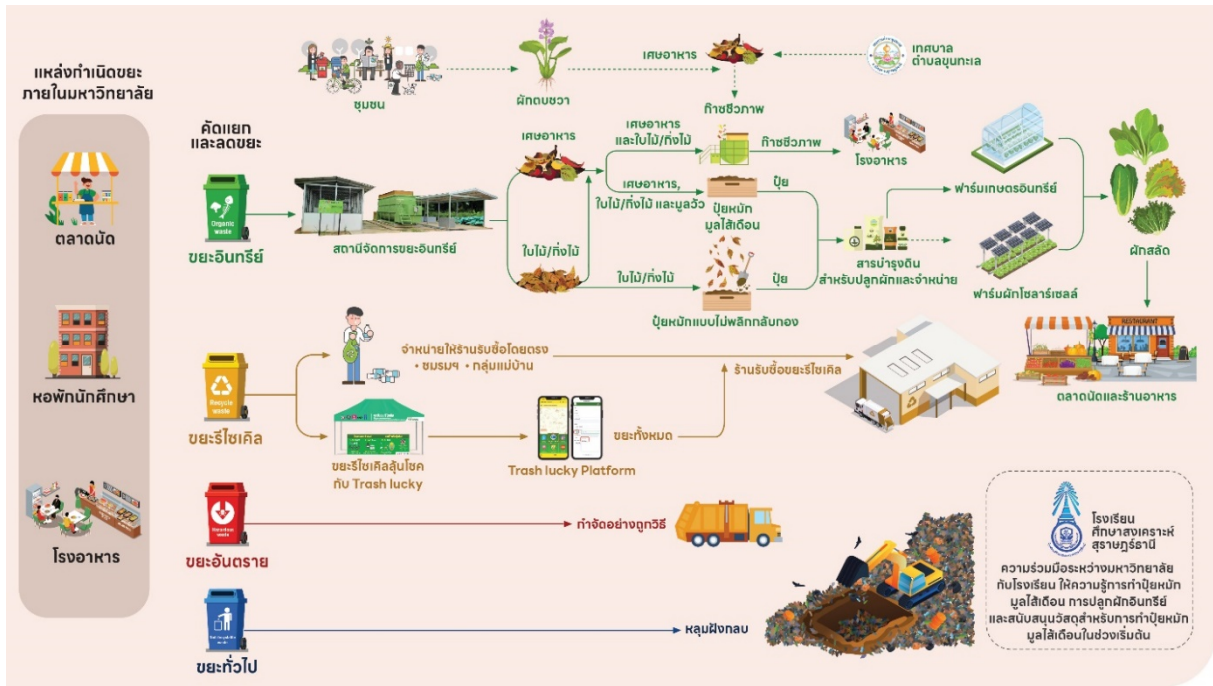 แหล่งกำเนิดขยะ
ภายในมหาวิทยาลัย
ตลาดนัด
หอพักนักศึกษา
โรงอาหาร
คัดแยก
และลดขยะ
ชุมชน
ผักตบชวา
เศษอาหาร
ก๊าซชีวภาพ
เทศบาล
ตำบลขุนทะเล
Organic
waste
ขยะอินทรีย์
สถานีจัดการขยะอินทรีย์
เศษอาหาร
ใบไม้/กิ่งไม้
เศษอาหาร
และใบไม้/กิ่งไม้
ก๊าซชีวภาพ
โรงอาหาร
เศษอาหาร,
ใบไม้/กิ่งไม้ และมูลวัว
ปุ๋ยหมัก
มูลไส้เดือน
ปุ๋ย
ใบไม้/กิ่งไม้
ปุ๋ยหมักแบบไม่พลิกกลับกอง
ปุ๋ย
สารบำรุงดิน
สำหรับปลูกผักและจำหน่าย
ฟาร์มเกษตรอินทรีย์
ฟาร์มผักโซลาร์เซลล์
ผักสลัด
RESTAURANT
ตลาดนัดและร้านอาหาร
Recycle
waste
ขยะรีไซเคิล
จำหน่ายให้ร้านรับซื้อโดยตรง
• ชมรมฯ • กลุ่มแม่บ้าน
ขยะรีไซเคิลลุ้นโชค
กับ Trash lucky
Trash lucky Platform
ขยะทั้งหมด
ร้านรับซื้อขยะรีไซเคิล
waste
ขยะอันตราย
กำจัดอย่างถูกวิธี
ขยะทั่วไป
หลุมฝังกลบ
โรงเรียน
ศึกษาสงเคราะห์
สุราษฎร์ธานี
ความร่วมมือระหว่างมหาวิทยาลัย
กับโรงเรียน ให้ความรู้การทำปุ๋ยหมัก
มูลไส้เดือน การปลูกผักอินทรีย์
และสนับสนุนวัสดุสำหรับการทำปุ๋ยหมัก
มูลไส้เดือนในช่วงเริ่มต้น